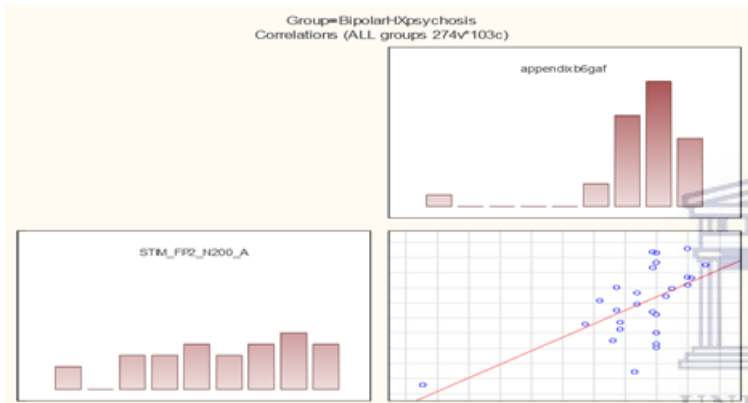 Group=BipolarHXpsychosis
Correlations (ALL groups 274v*103c)
appendixb6gaf
STIM_FP2_N200_A